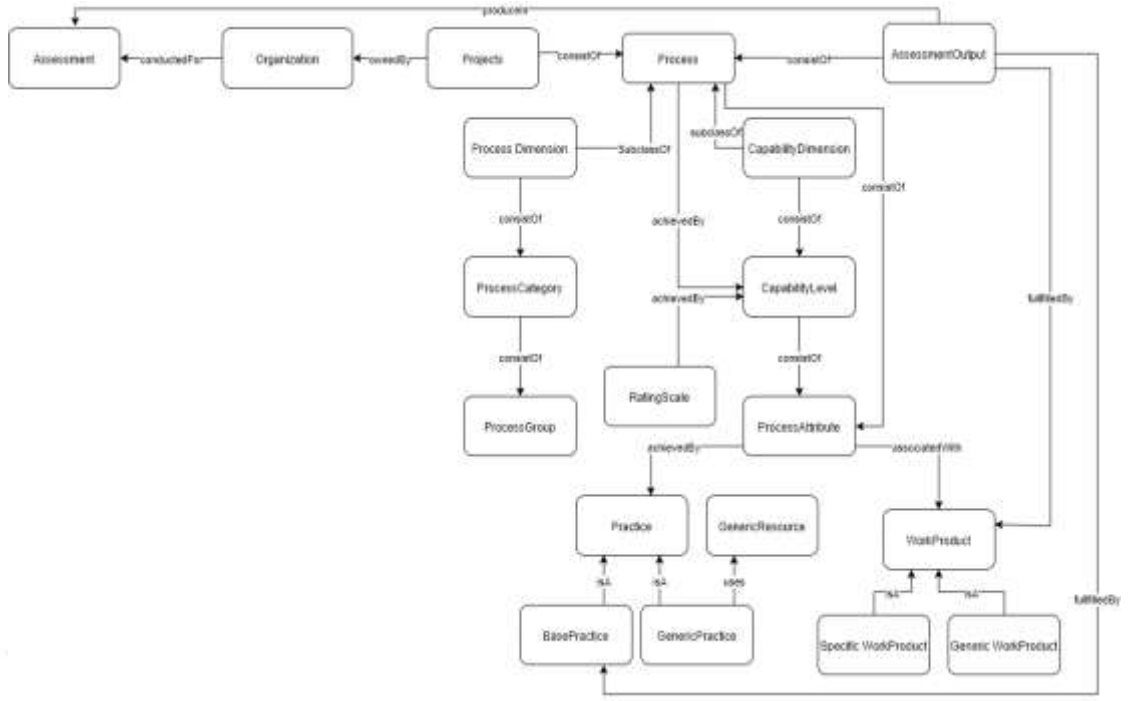 Assessment
conductedFor
Organization
ownedBy
Projects
consistOf
Process
consistOf
AssessmentOutput
Process Dimension
SubclassOf
subclassOf
CapabilityDimension
consistOf
consistOf
achievedBy
consistOf
ProcessCategory
achievedBy
CapabilityLevel
fulfilledBy
consistOf
consistOf
RatingScale
ProcessGroup
ProcessAttribute
achievedBy
associatedWith
Practice
GenericResource
WorkProduct
isA
isA
uses
isA
isA
fulfilledBy
BasePractice
GenericPractice
Specific WorkProduct
Generic WorkProduct